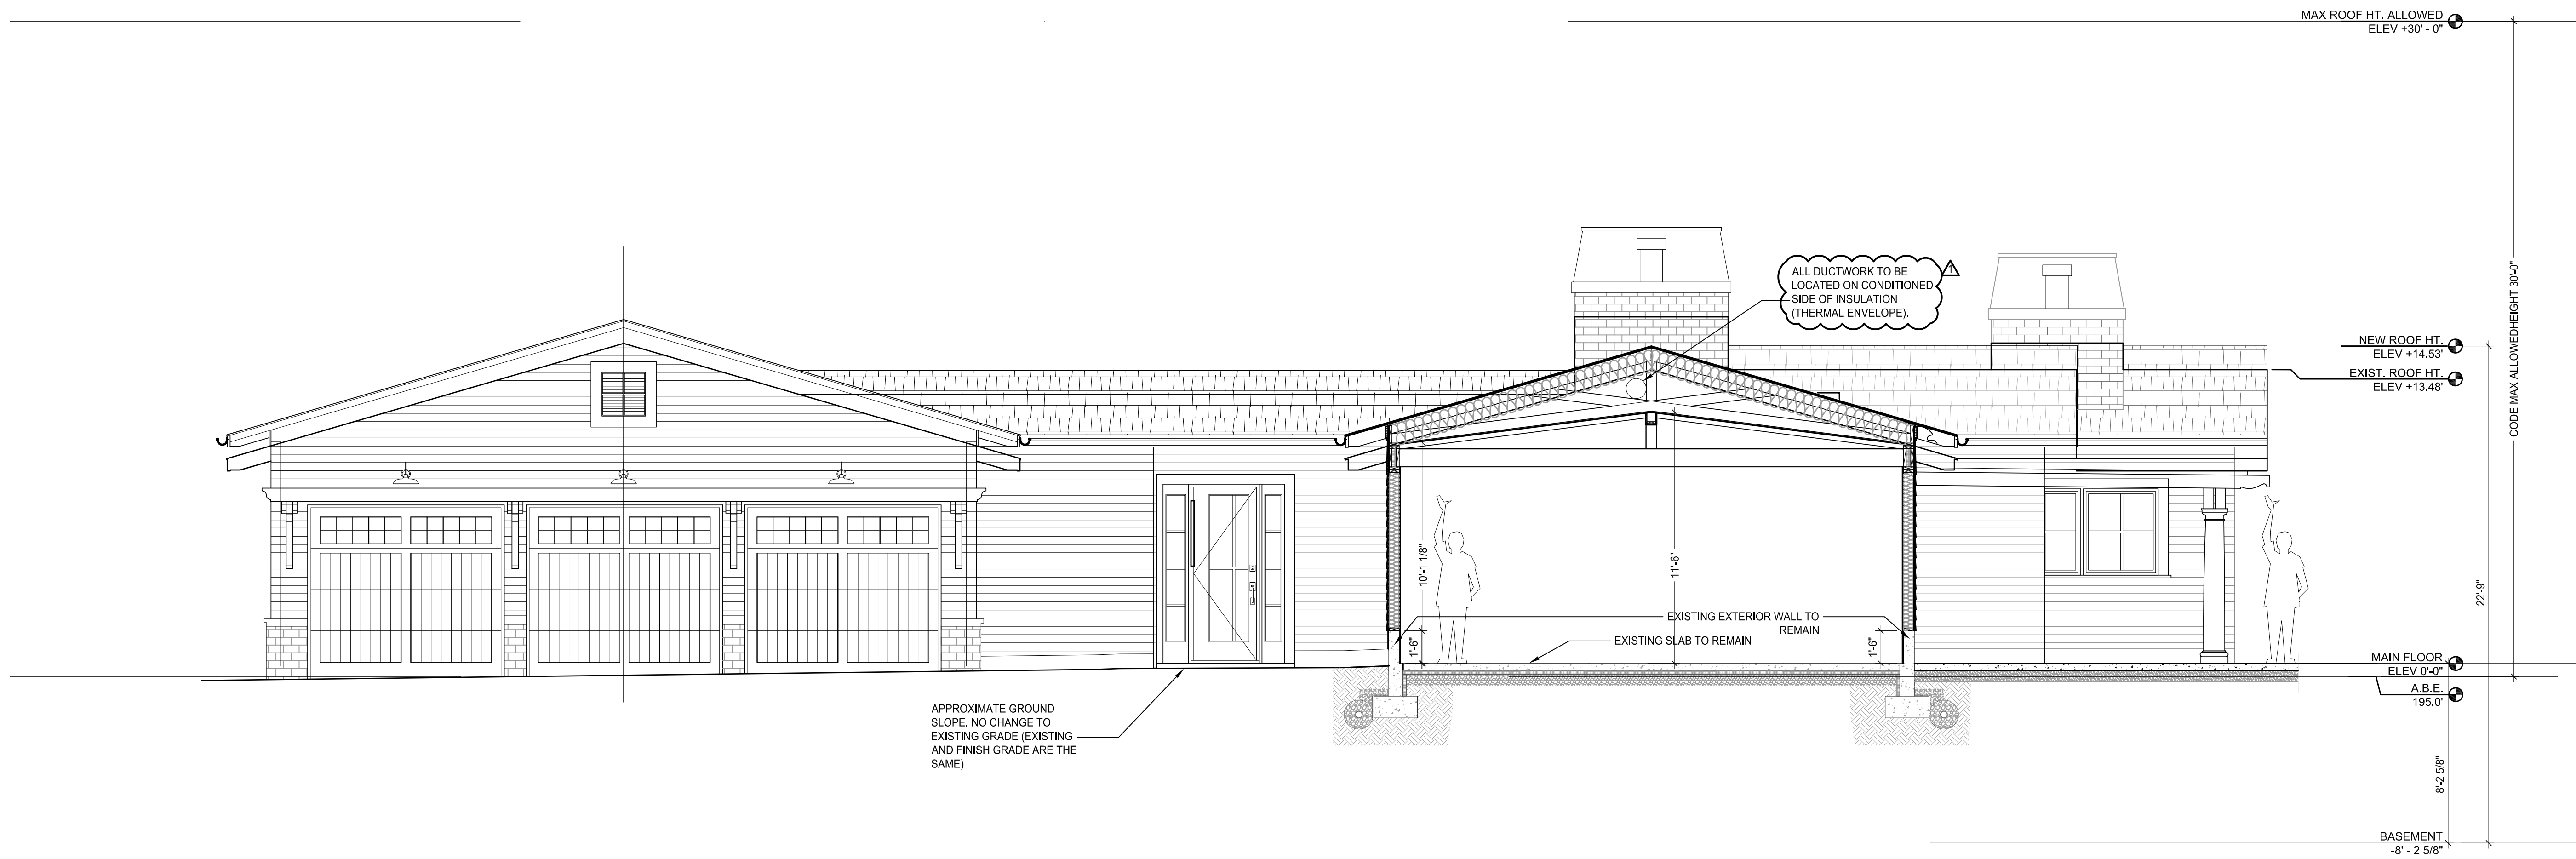 MAX ROOF HT. ALLOWED
ELEV +30' - 0"
ALL DUCTWORK TO BE
LOCATED ON CONDITIONED
SIDE OF INSULATION
(THERMAL ENVELOPE).
1
CODE MAX ALLOWEDHEIGHT 30'-0"
NEW ROOF HT.
ELEV +14.53'
EXIST. ROOF HT.
ELEV +13.48'
10'-1 1/8"
11'-6"
22'-9"
EXISTING EXTERIOR WALL TO
REMAIN
EXISTING SLAB TO REMAIN
1'-6"
1'-6"
MAIN FLOOR
ELEV 0'-0"
A.B.E.
195.0'
APPROXIMATE GROUND
SLOPE. NO CHANGE TO
EXISTING GRADE (EXISTING
AND FINISH GRADE ARE THE
SAME)
8'-2 5/8"
BASEMENT
-8' - 2 5/8"